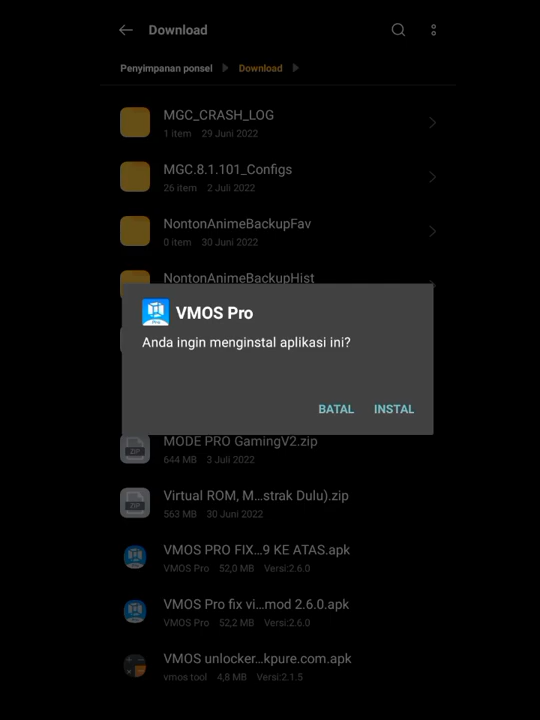 Download
Penyimpanan ponsel Download
MGC_CRASH_LOG
1 item 29 Juni 2022
MGC.8.1.101_Configs
26 item 2 Juli 2022
NontonAnimeBackupFav
0 item 30 Juni 2022
NontonAnimeBackupHist
VMOS Pro
Anda ingin menginstal aplikasi ini?
BATAL INSTAL
MODE PRO GamingV2.zip
ZIP
644 MB 3 Juli 2022
Virtual ROM, M...strak Dulu).zip
ZIP
563 MB 30 Juni 2022
VMOS PRO FIX...9 KE ATAS.apk
VMOS Pro 52,0 MB Versi:2.6.0
VMOS Pro fix vi...mod 2.6.0.apk
VMOS Pro 52,2 MB Versi:2.6.0
VMOS unlocker...kpure.com.apk
vmos tool 4,8 MB Versi:2.1.5